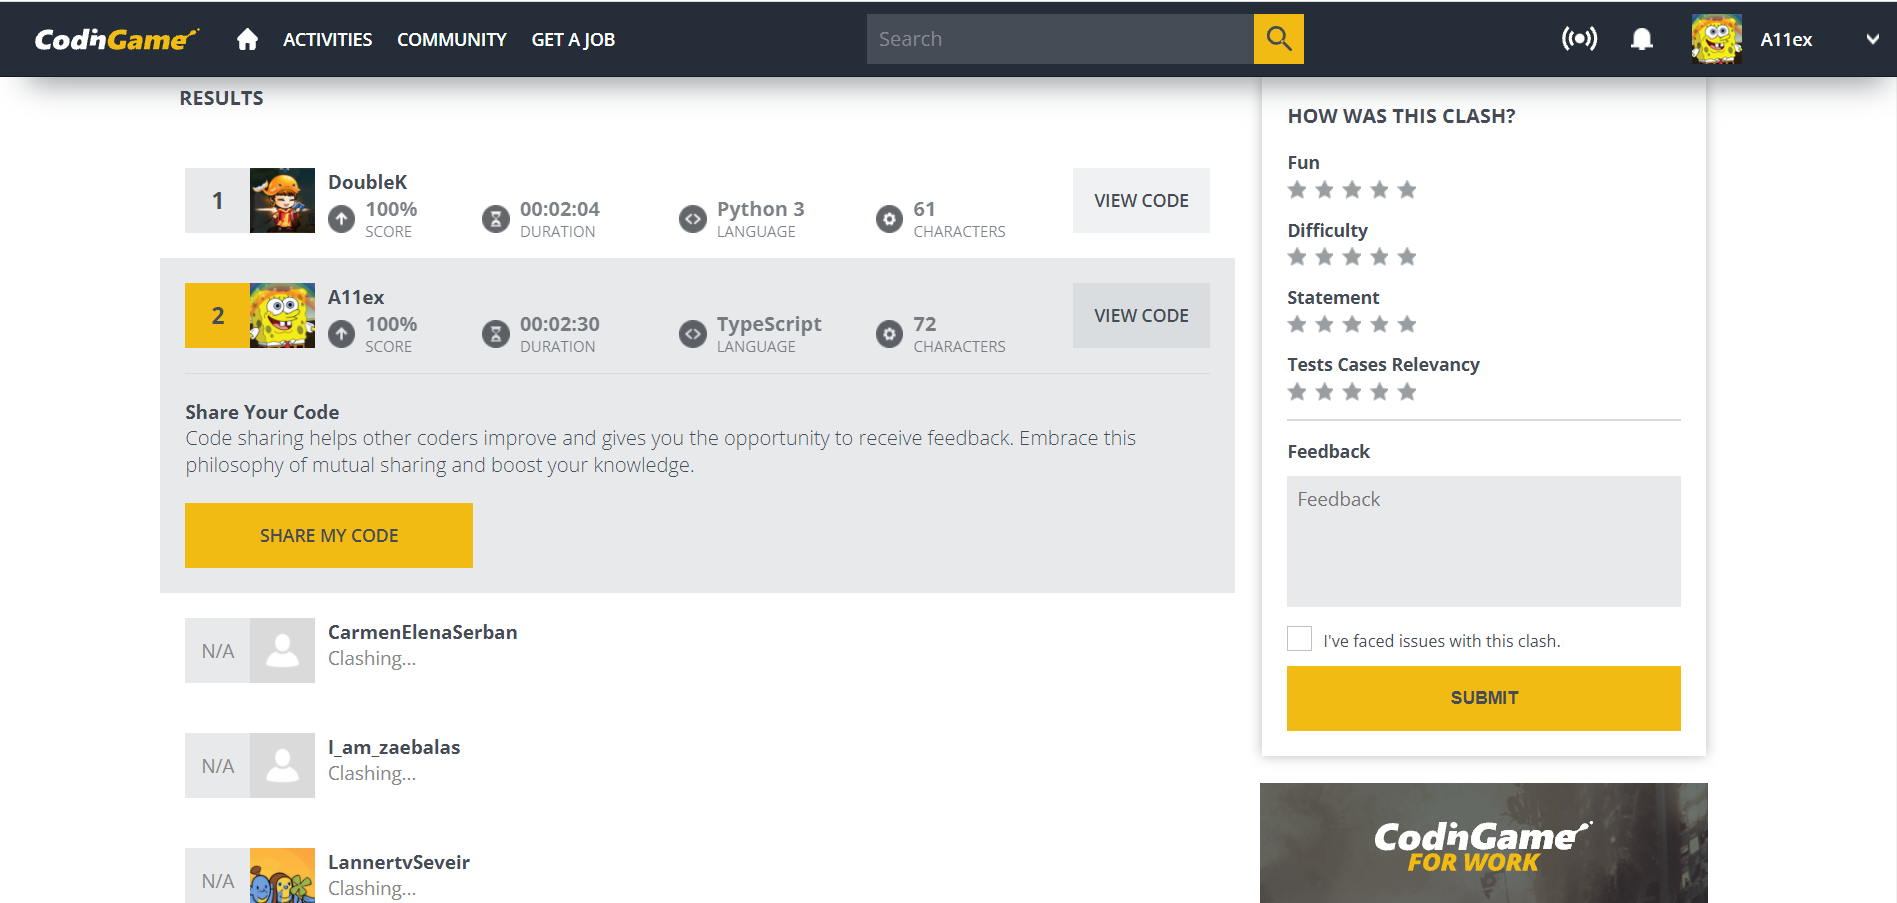 CodinGame
ACTIVITIES
COMMUNITY
GET A JOB
Search
A11ex
RESULTS
1
DoubleK
100%
SCORE
00:02:04
DURATION
Python 3
LANGUAGE
61
CHARACTERS
VIEW CODE
2
A11ex
100%
SCORE
00:02:30
DURATION
TypeScript
LANGUAGE
72
CHARACTERS
VIEW CODE
Share Your Code
Code sharing helps other coders improve and gives you the opportunity to receive feedback. Embrace this
philosophy of mutual sharing and boost your knowledge.
SHARE MY CODE
N/A
CarmenElenaSerban
Clashing...
N/A
I_am_zaebalas
Clashing...
N/A
LannertvSeveir
Clashing...
HOW WAS THIS CLASH?
Fun
Difficulty
Statement
Tests Cases Relevancy
Feedback
Feedback
I've faced issues with this clash.
SUBMIT
CodinGame
FOR WORK